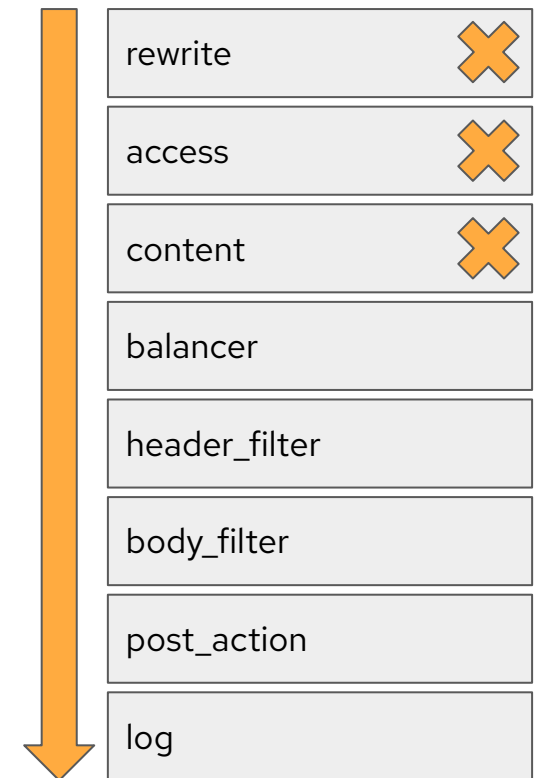 rewrite
access
content
balancer
header_filter
body_filter
post_action
log